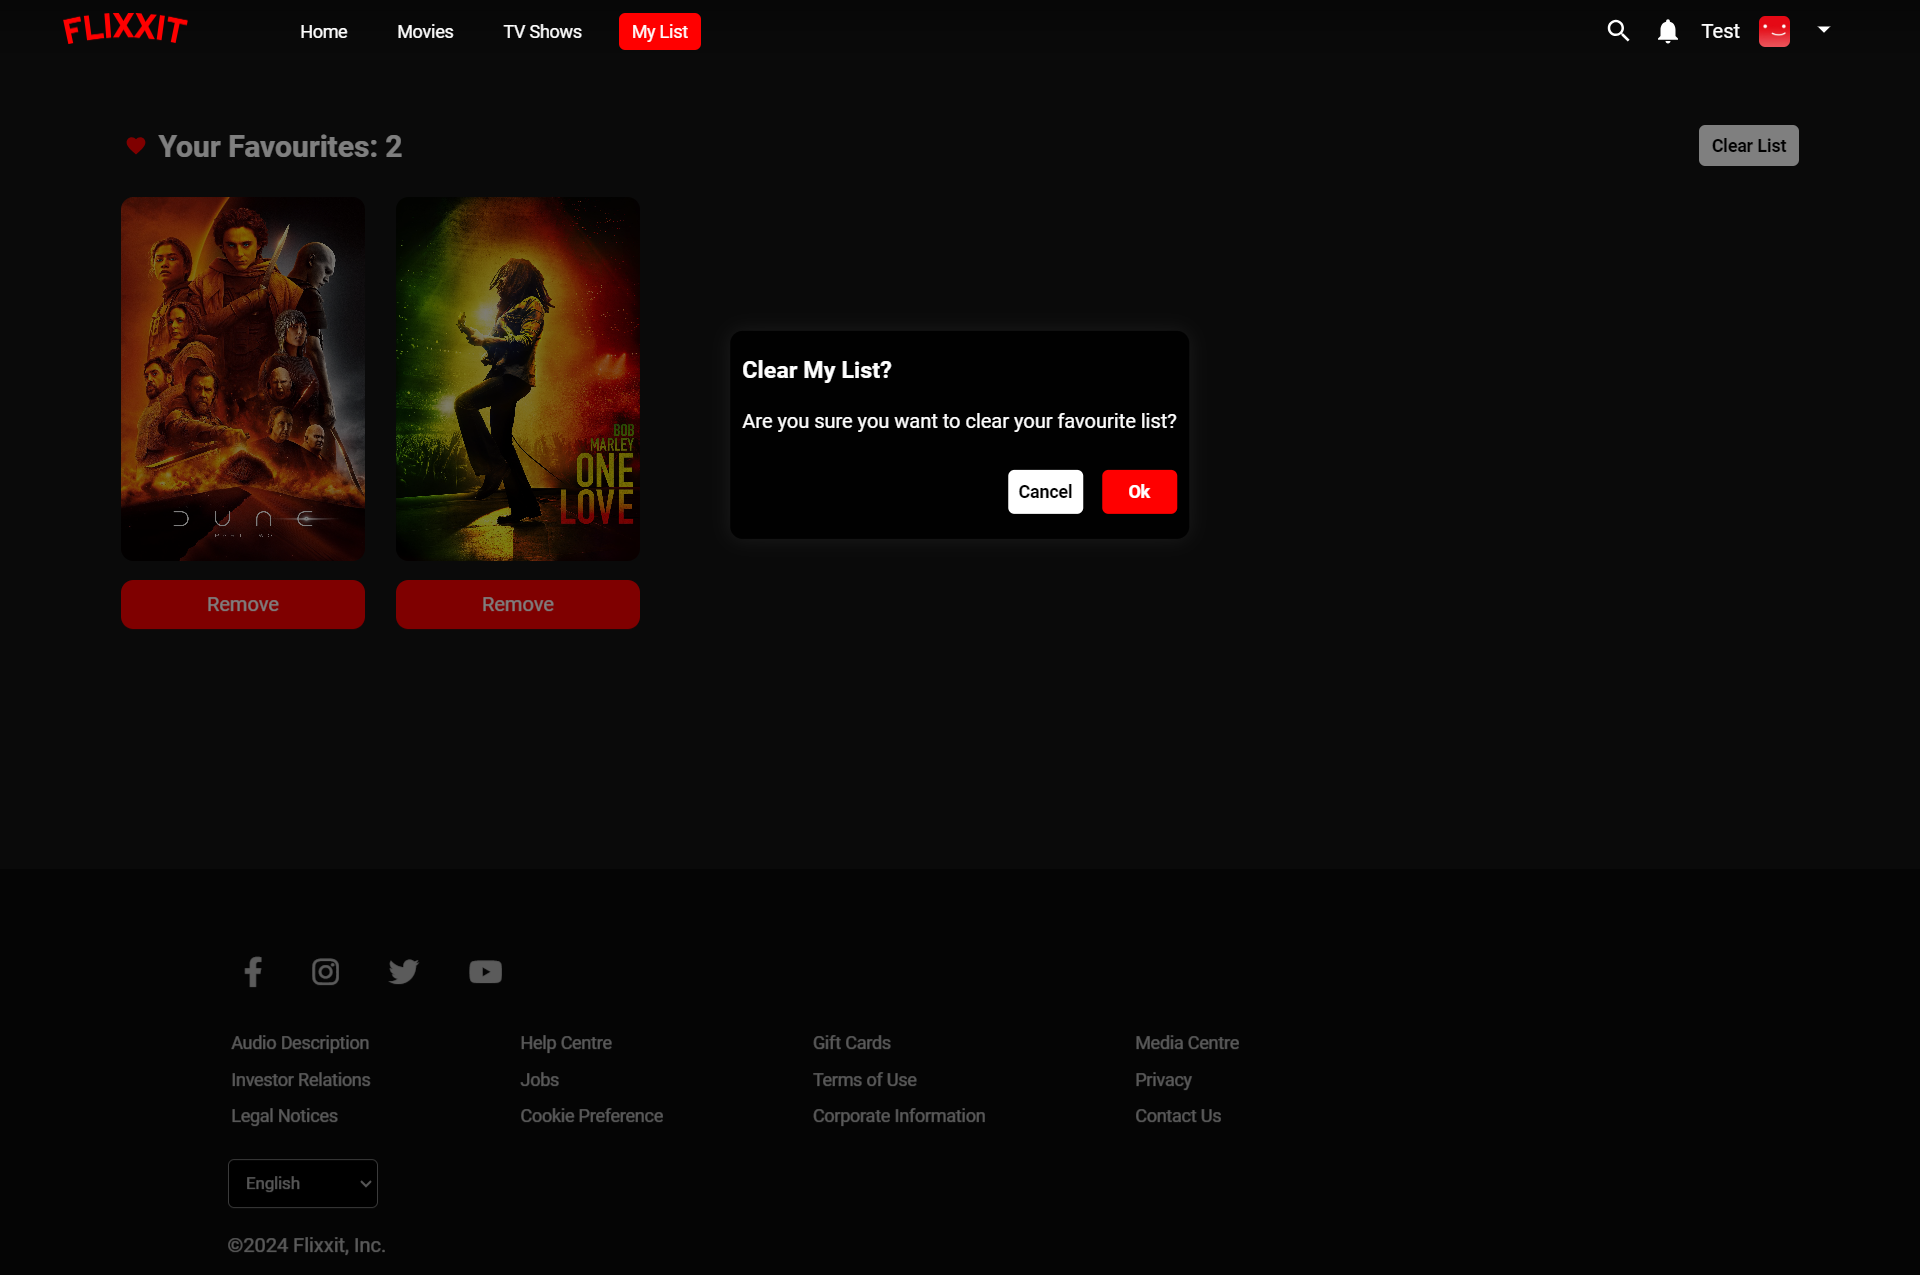 FLIXXIT
Home
Movies
TV Shows
My List
Test
Your Favourites: 2
Clear List
DUNE
BOB
MARLEY
ONE
LOVE
Remove
Remove
Clear My List?
Are you sure you want to clear your favourite list?
Cancel
Ok
Audio Description
Help Centre
Gift Cards
Media Centre
Investor Relations
Jobs
Terms of Use
Privacy
Legal Notices
Cookie Preference
Corporate Information
Contact Us
English
©2024 Flixxit, Inc.